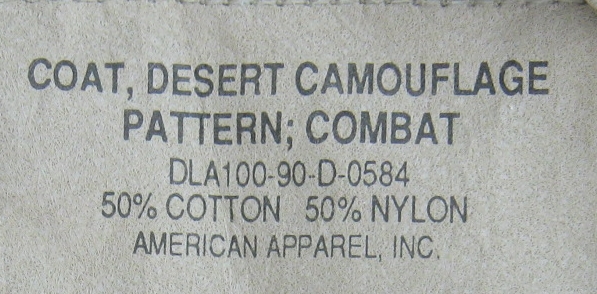 COAT, DESERT CAMOUFLAGE
PATTERN; COMBAT
DLA100-90-D-0584
50% COTTON 50% NYLON
AMERICAN APPAREL, INC.